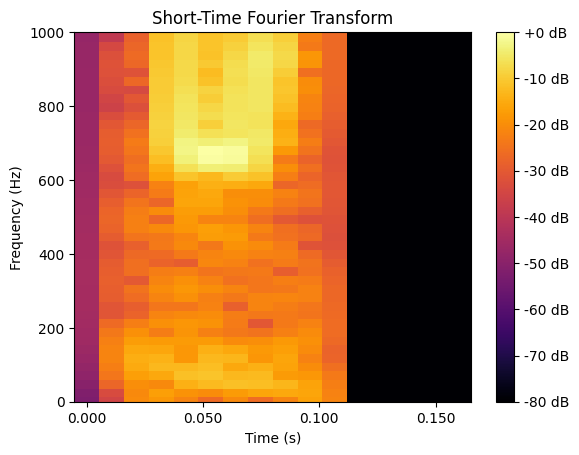 Short-Time Fourier Transform
1000
800
600
400
200
0
Frequency (Hz)
0.000
0.050
0.100
0.150
Time (s)
+0 dB
-10 dB
-20 dB
-30 dB
-40 dB
-50 dB
-60 dB
-70 dB
-80 dB